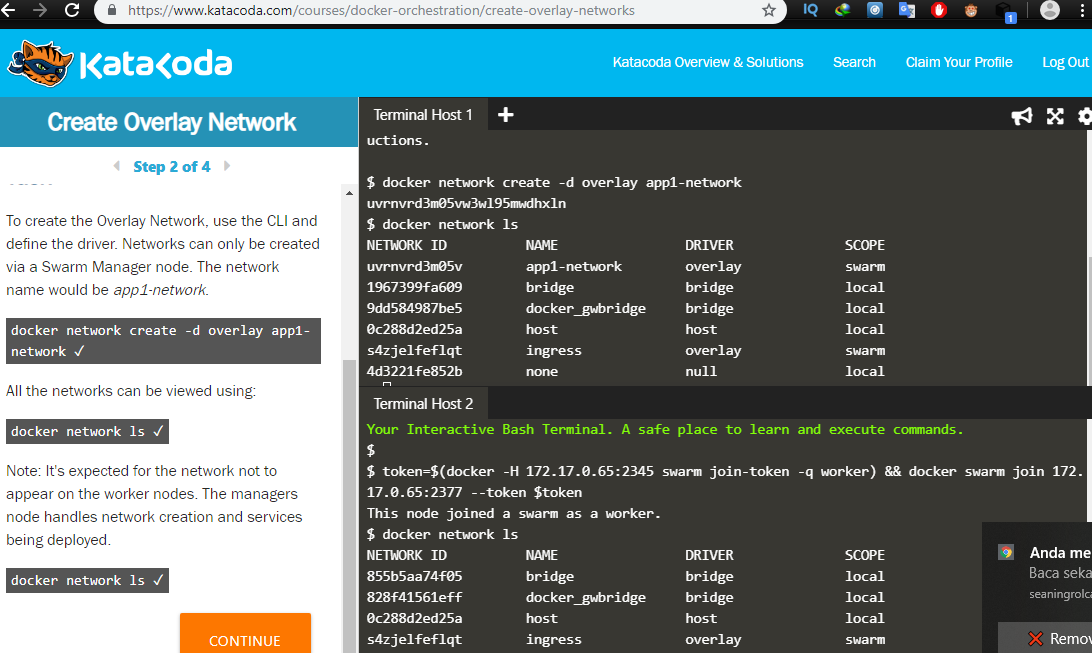 https://www.katacoda.com/courses/docker-orchestration/create-overlay-networks
IQ
1
katacoda
Katacoda Overview & Solutions
Search
Claim Your Profile
Log Out
Create Overlay Network
Step 2 of 4
To create the Overlay Network, use the CLI and
define the driver. Networks can only be created
via a Swarm Manager node. The network
name would be app1-network.
docker network create -d overlay app1-
network ✓
All the networks can be viewed using:
docker network ls ✓
Note: It's expected for the network not to
appear on the worker nodes. The managers
node handles network creation and services
being deployed.
docker network ls ✓
CONTINUE
Terminal Host 1
uctions.
$ docker network create -d overlay app1-network
uvrnvrd3m05vw3wl95mwdhxln
$ docker network ls
NETWORK ID NAME DRIVER SCOPE
uvrnvrd3m05v app1-network overlay swarm
1967399fa609 bridge bridge local
9dd584987be5 docker_gwbridge bridge local
0c288d2ed25a host host local
s4zjelfeflqt ingress overlay swarm
4d3221fe852b none null local
Terminal Host 2
Your Interactive Bash Terminal. A safe place to learn and execute commands.
$
$ token=$(docker -H 172.17.0.65:2345 swarm join-token -q worker) && docker swarm join 172.
17.0.65:2377 --token $token
This node joined a swarm as a worker.
$ docker network ls
NETWORK ID NAME DRIVER SCOPE
855b5aa74f05 bridge bridge local
828f41561eff docker_gwbridge bridge local
0c288d2ed25a host host local
s4zjelfeflqt ingress overlay swarm
Anda me
Baca seka
seaningrolca
Remov